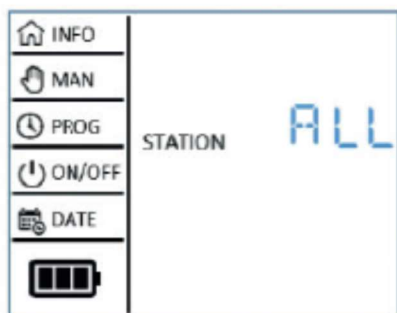 INFO
MAN
PROG
STATION ALL
ON/OFF
DATE